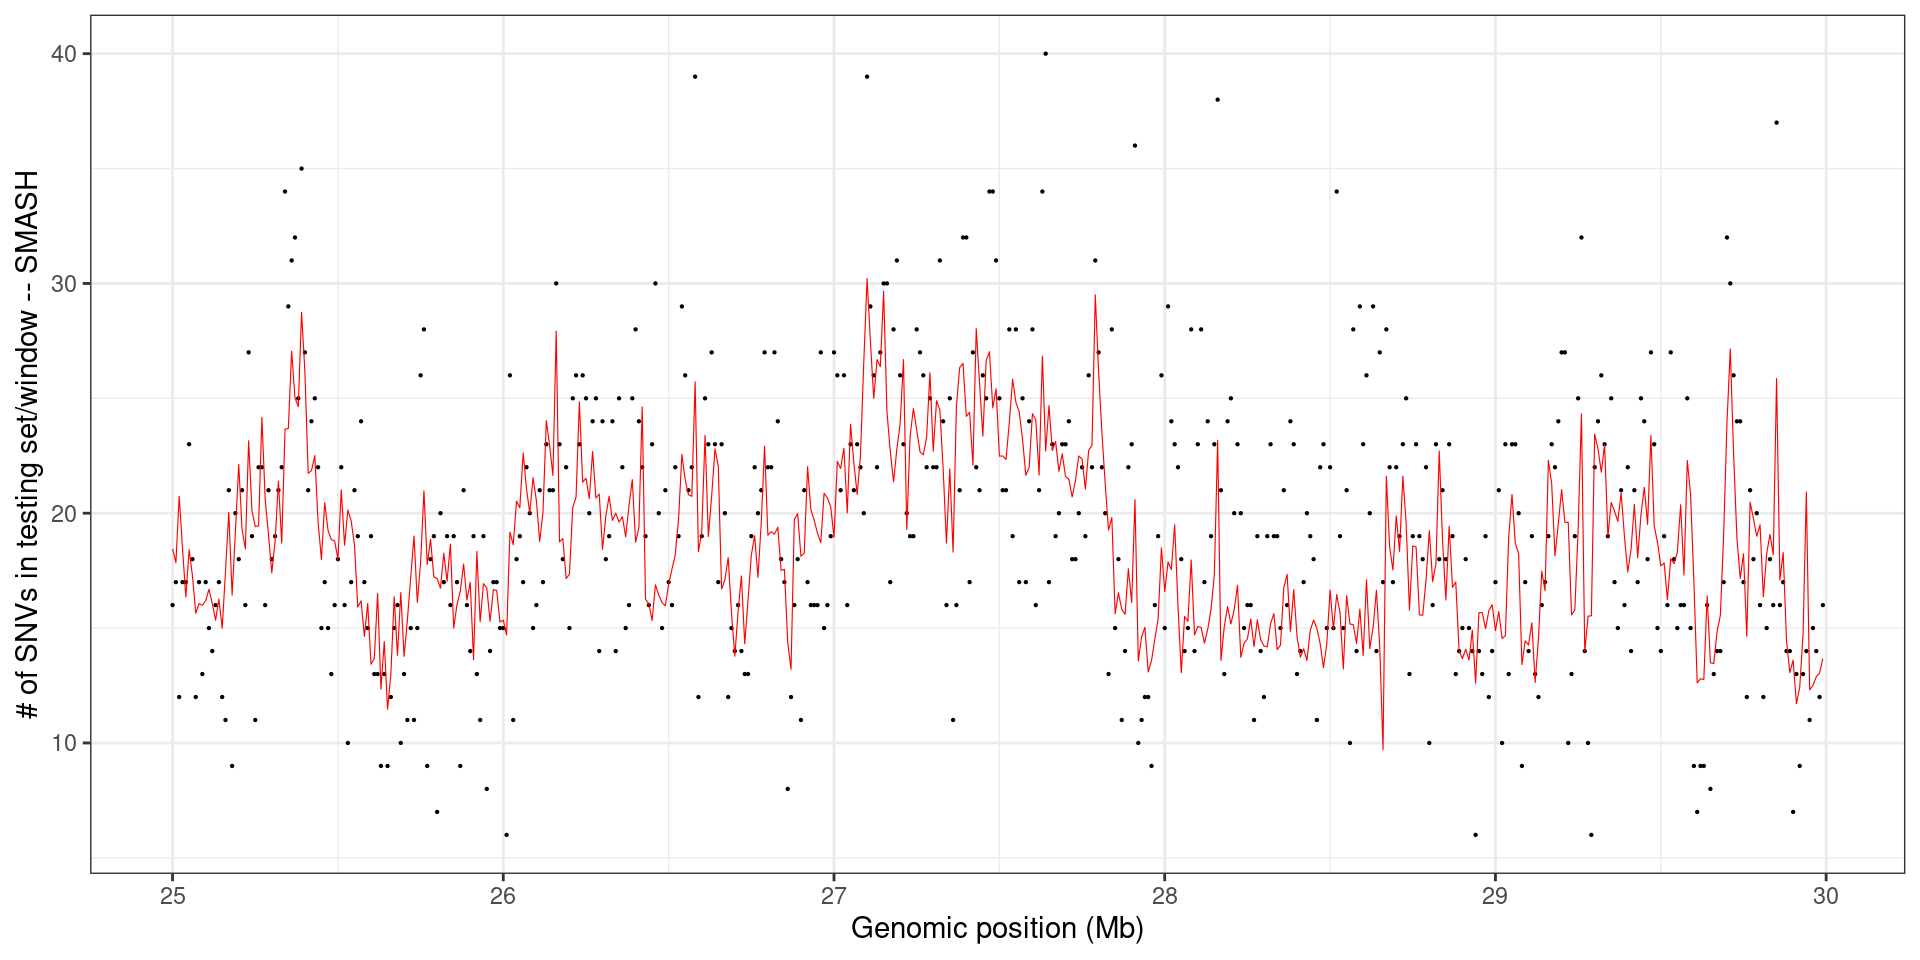 # of SNVs in testing set/window -- SMASH
40
30
20
10
25 26 27 28 29 30
Genomic position (Mb)